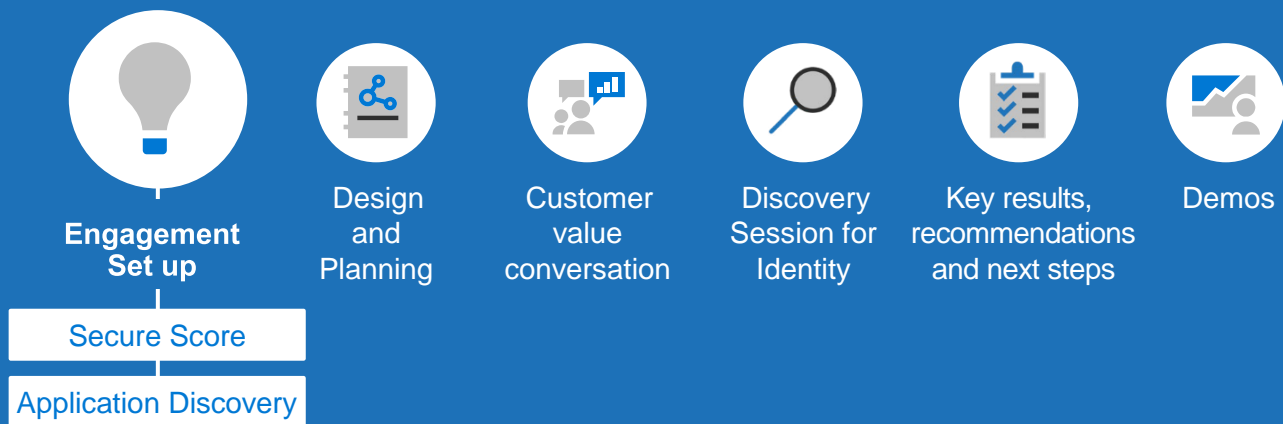 Engagement
Set up
Secure Score
Application Discovery
Design
and
Planning
Customer
value
conversation
Discovery
Session for
Identity
Key results,
recommendations
and next steps
Demos